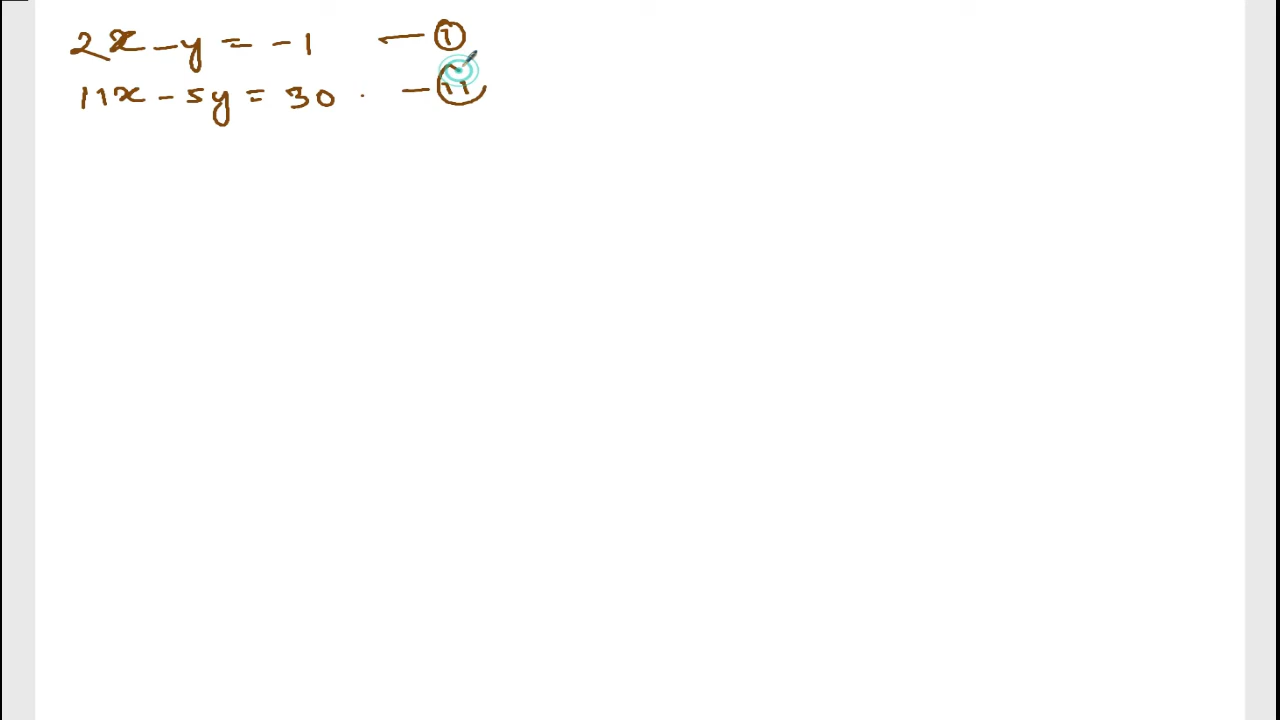 2x - y = -1 — (I)
11x - 5y = 30. — (II)